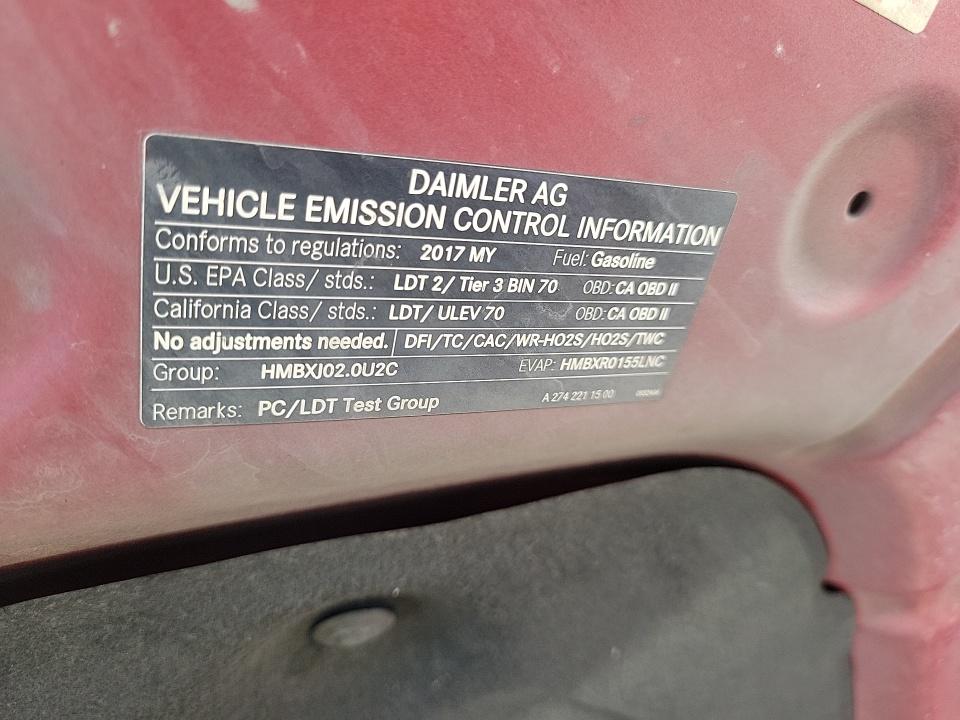 DAIMLER AG
VEHICLE EMISSION CONTROL INFORMATION
Conforms to regulations: 2017 MY Fuel: Gasoline
U.S. EPA Class/ stds.: LDT 2/ Tier 3 BIN 70 OBD: CA OBD II
California Class/ stds.: LDT/ ULEV 70 OBD: CA OBD II
No adjustments needed. DFI/TC/CAC/WR-HO2S/HO2S/TWC
Group: HMBXJ02.0U2C EVAP: HMBXR0155LNC
Remarks: PC/LDT Test Group A 274 221 15 00